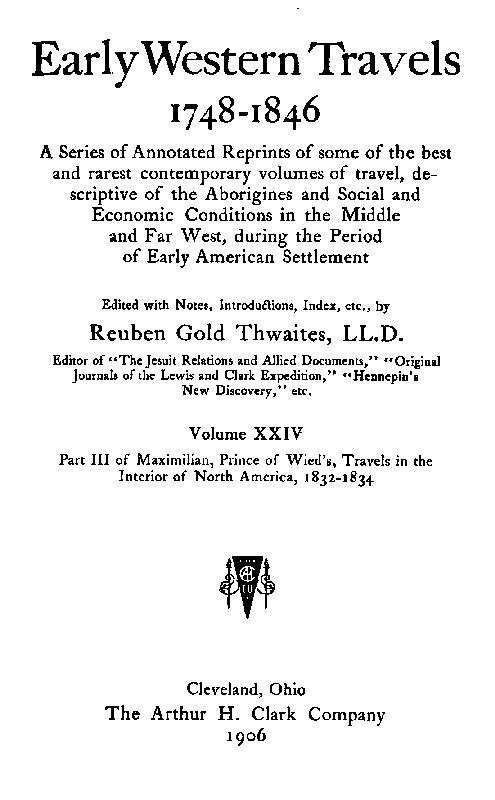 Early Western Travels
1748-1846
A Series of Annotated Reprints of some of the best
and rarest contemporary volumes of travel, de-
scriptive of the Aborigines and Social and
Economic Conditions in the Middle
and Far West, during the Period
of Early American Settlement
Edited with Notes, Introductions, Index, etc., by
Reuben Gold Thwaites, LL.D.
Editor of "The Jesuit Relations and Allied Documents," "Original
Journals of the Lewis and Clark Expedition," "Hennepin's
New Discovery," etc.
Volume XXIV
Part III of Maximilian, Prince of Wied's, Travels in the
Interior of North America, 1832-1834
Cleveland, Ohio
The Arthur H. Clark Company
1906